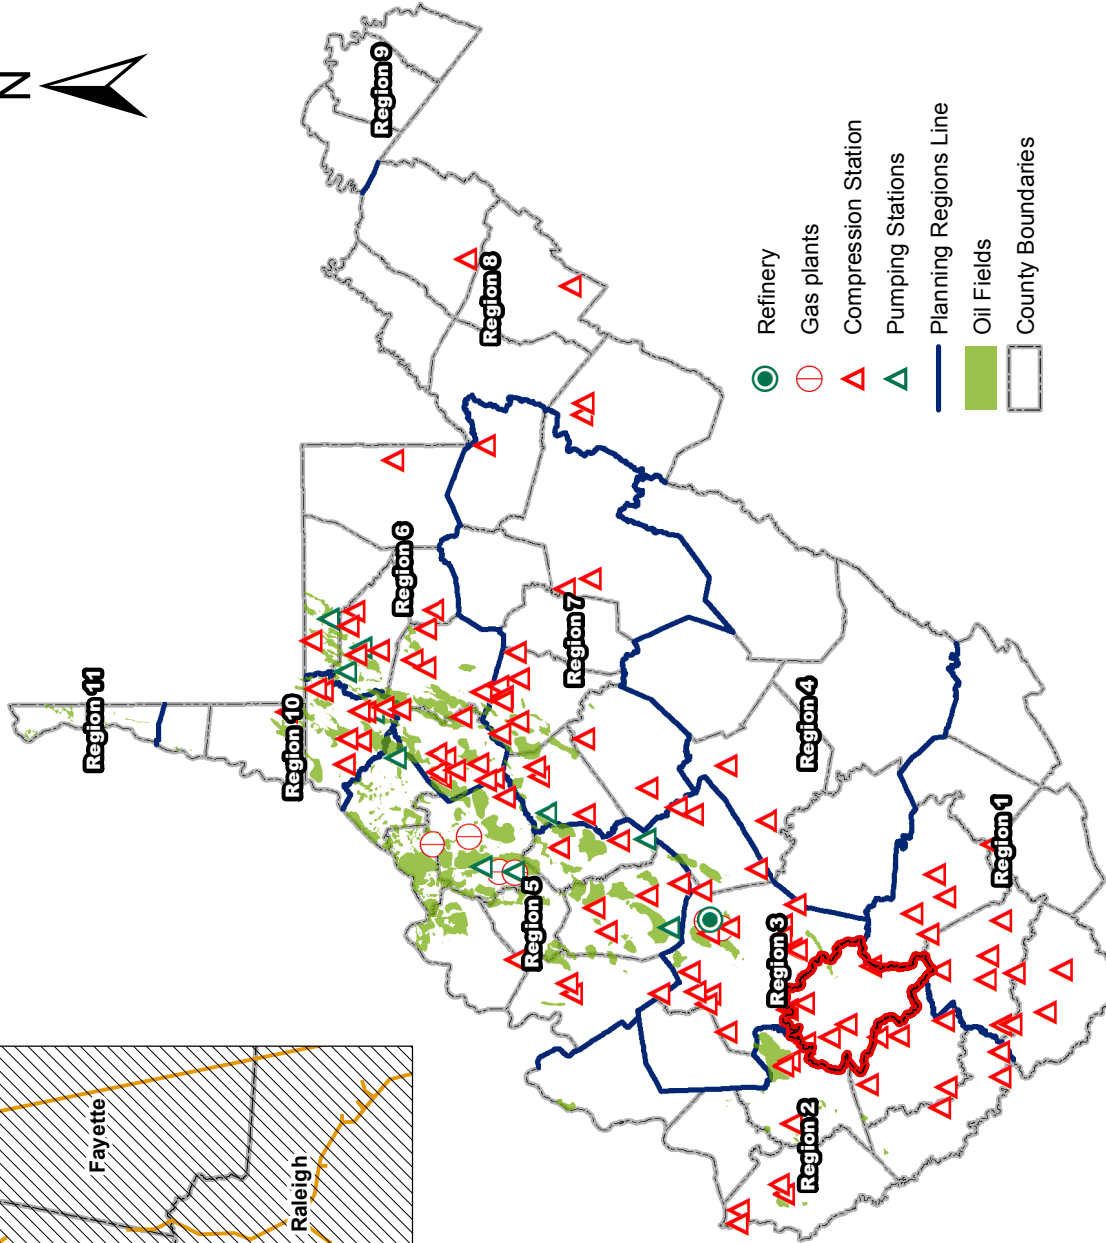 N
Region 9
Region 8
Region 11
Region 10
Region 6
Region 7
Region 5
Region 4
Region 3
Region 1
Region 2
Refinery
Gas plants
Compression Station
Pumping Stations
Planning Regions Line
Oil Fields
County Boundaries
Fayette
Raleigh